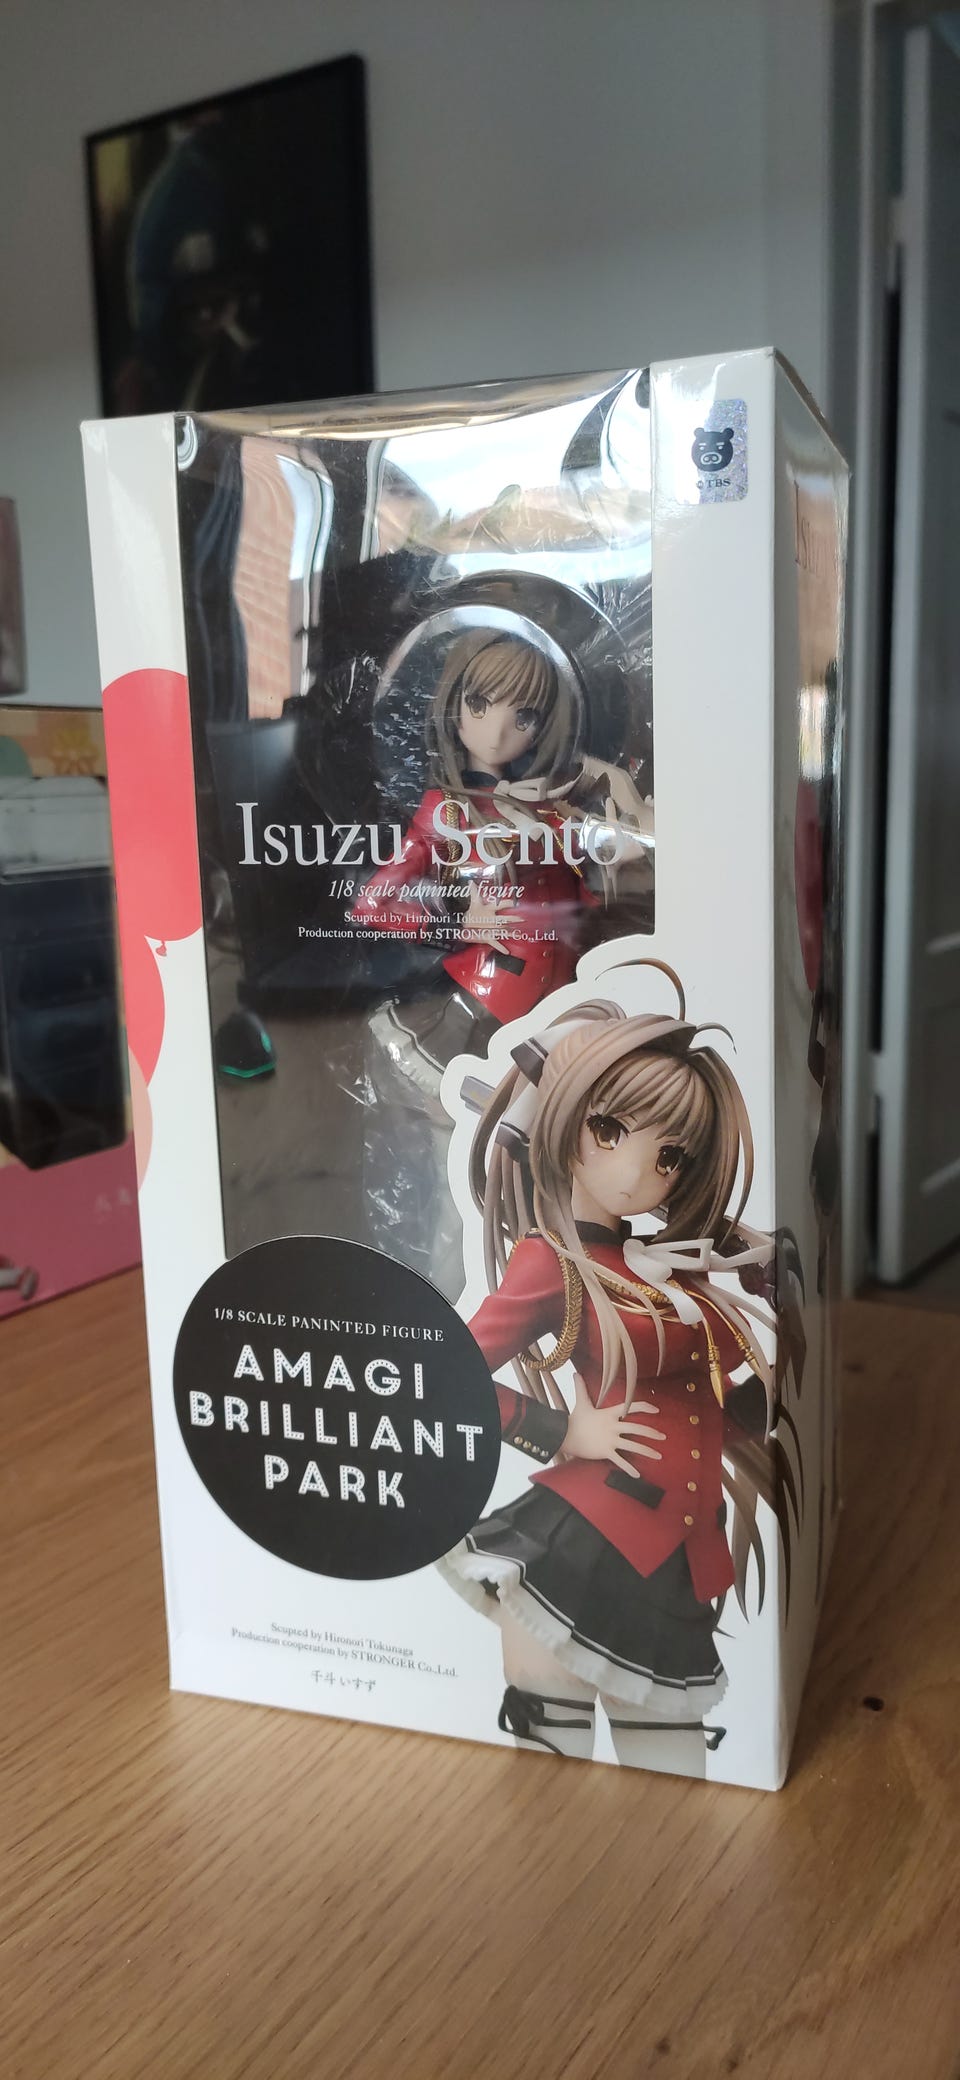 ©TBS
Isuzu Sento
1/8 scale paninted figure
Scupted by Hironori Tokunaga
Production cooperation by STRONGER Co.,Ltd.
1/8 SCALE PANINTED FIGURE
AMAGI
BRILLIANT
PARK
Scupted by Hironori Tokunaga
Production cooperation by STRONGER Co.,Ltd.
千斗 いすず